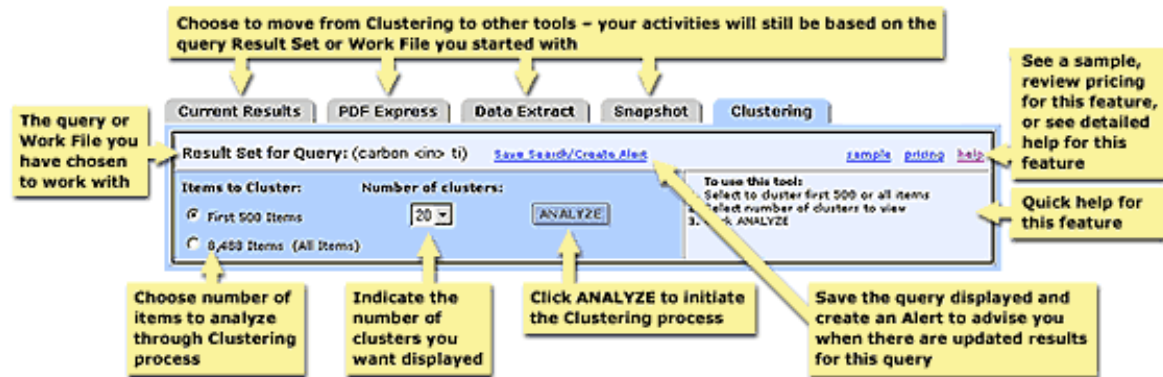 Choose to move from Clustering to other tools – your activities will still be based on the
query Result Set or Work File you started with
See a sample,
review pricing
for this feature,
or see detailed
help for this
feature
The query or
Work File you
have chosen
to work with
Current Results
PDF Express
Data Extract
Snapshot
Clustering
Result Set for Query: (carbon <in> ti)
Save Search/Create Alert
sample pricing help
Items to Cluster:
Number of clusters:
First 500 Items
20
ANALYZE
Items (All Items)
To use this tool:
Select to cluster first 500 or all items
Select number of clusters to view
3. ANALYZE
Quick help for
this feature
Choose number of
items to analyze
through Clustering
process
Indicate the
number of
clusters you
want displayed
Click ANALYZE to initiate
the Clustering process
Save the query displayed and
create an Alert to advise you
when there are updated results
for this query